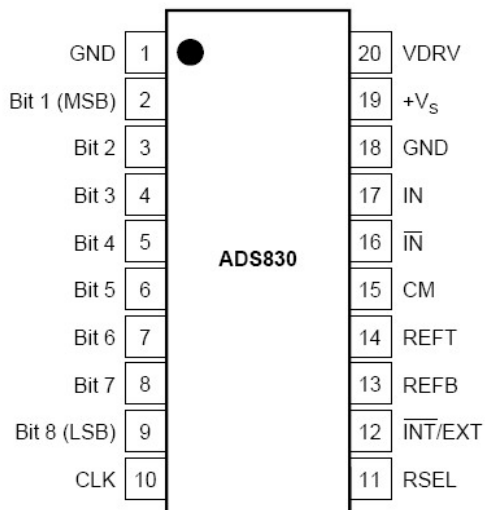 GND 1 20 VDRV
Bit 1 (MSB) 2 19 +VS
Bit 2 3 18 GND
Bit 3 4 17 IN
Bit 4 5 16 I̅N̅
ADS830
Bit 5 6 15 CM
Bit 6 7 14 REFT
Bit 7 8 13 REFB
Bit 8 (LSB) 9 12 I̅N̅T̅/EXT
CLK 10 11 RSEL